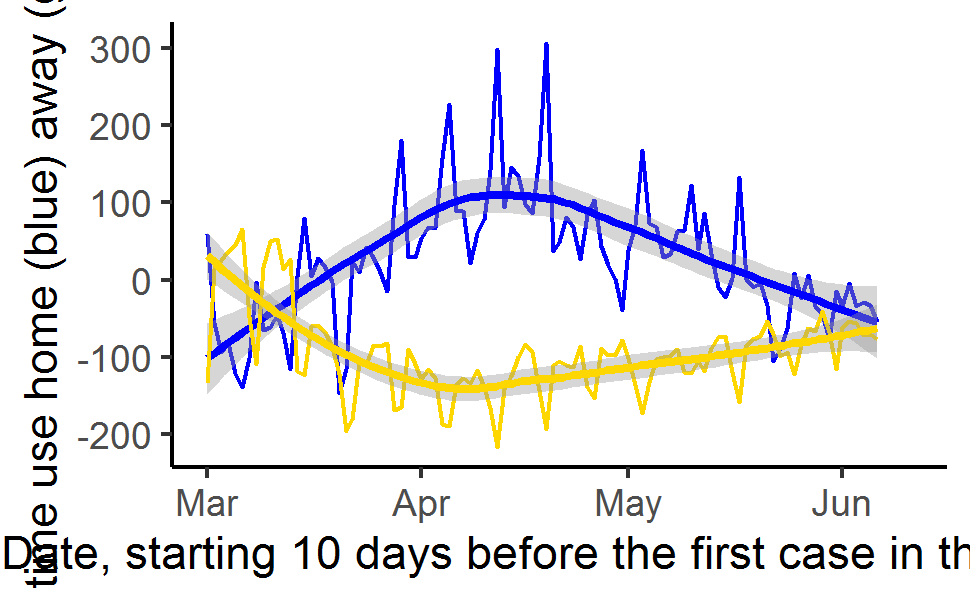 time use home (blue) away (
300
200
100
0
-100
-200
Mar Apr May Jun
Date, starting 10 days before the first case in th